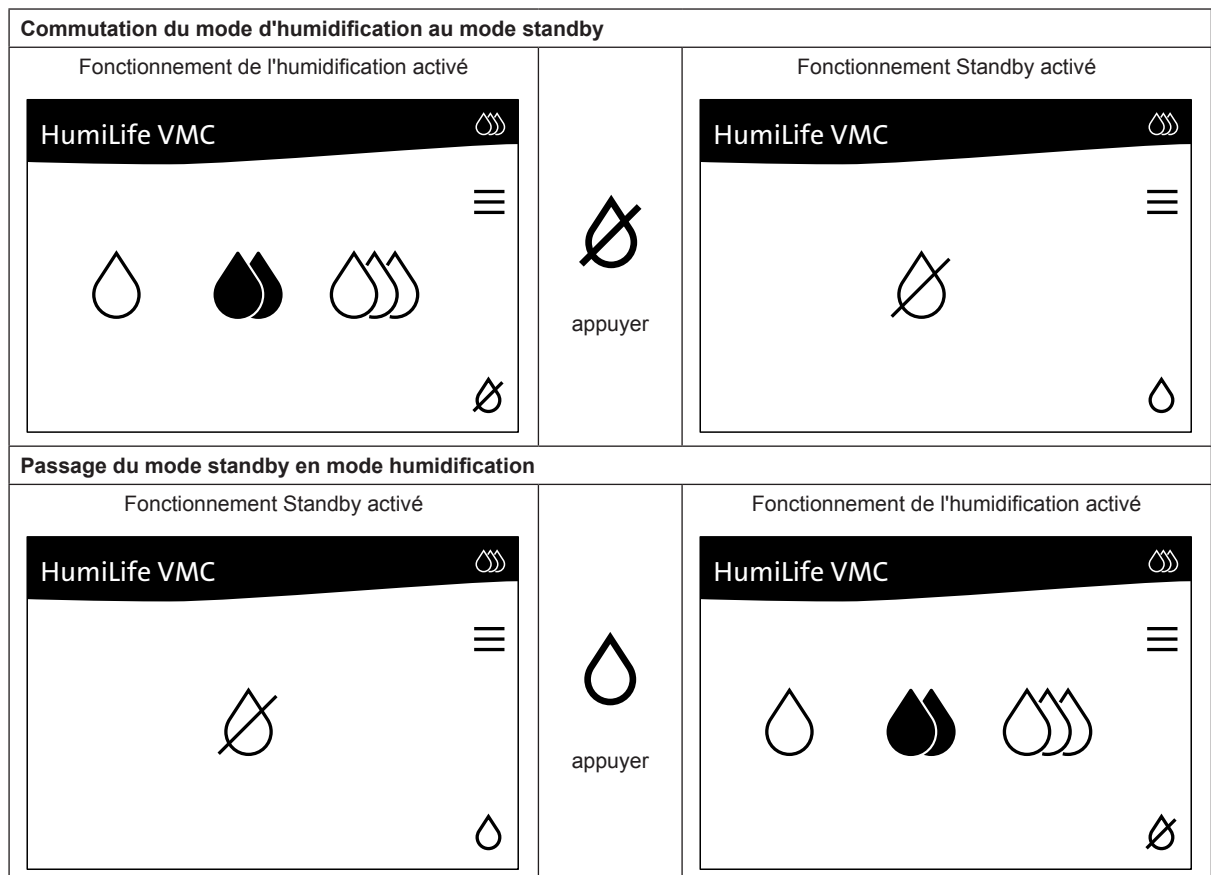 Commutation du mode d'humidification au mode standby
Fonctionnement de l'humidification activé
Fonctionnement Standby activé
HumiLife VMC
appuyer
HumiLife VMC
Passage du mode standby en mode humidification
Fonctionnement Standby activé
Fonctionnement de l'humidification activé
HumiLife VMC
appuyer
HumiLife VMC